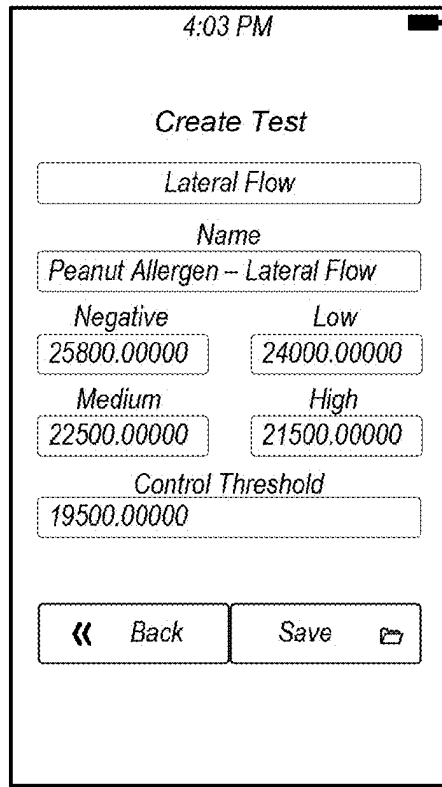 4:03 PM
Create Test
Lateral Flow
Name
Peanut Allergen – Lateral Flow
Negative Low
25800.00000 24000.00000
Medium High
22500.00000 21500.00000
Control Threshold
19500.00000
« Back Save